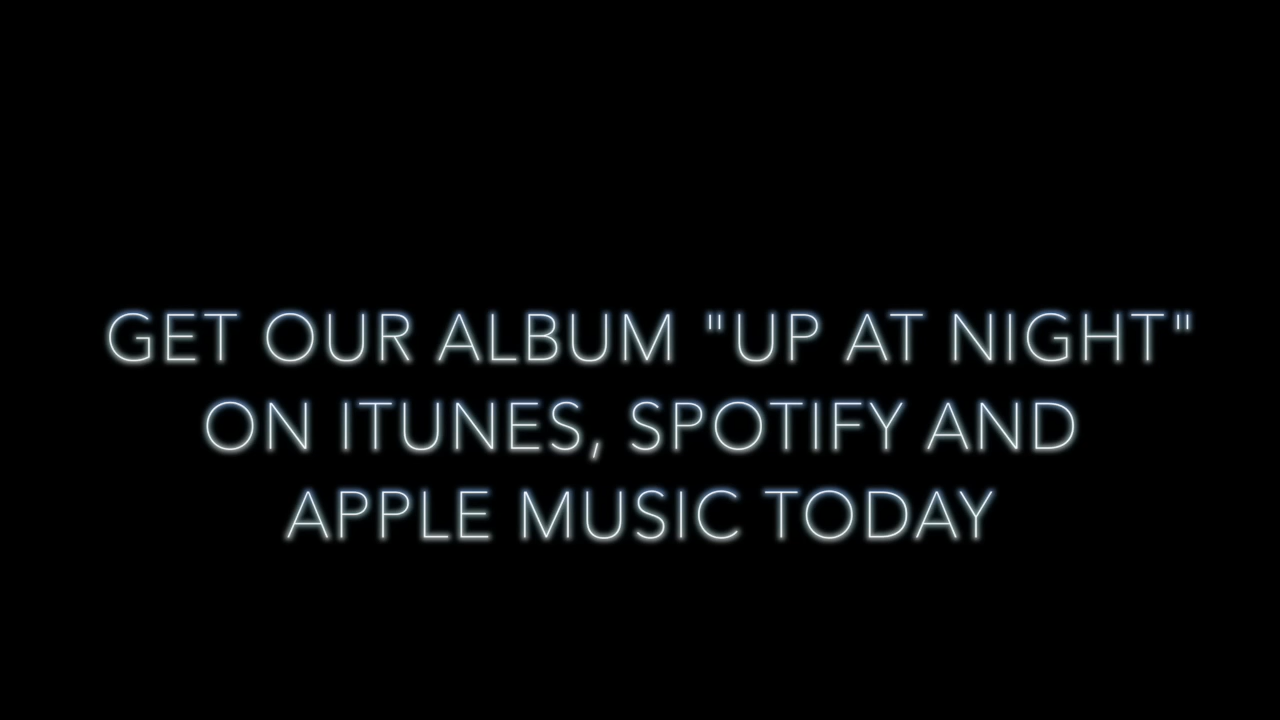 GET OUR ALBUM "UP AT NIGHT"
ON ITUNES, SPOTIFY AND
APPLE MUSIC TODAY